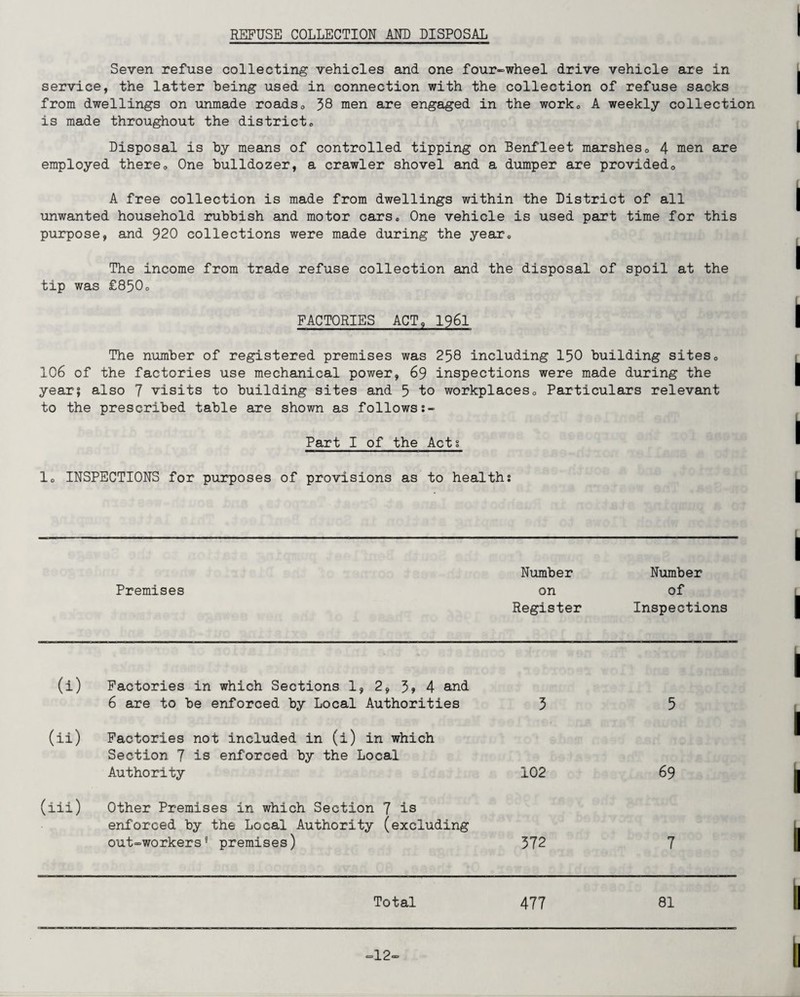 REFUSE COLLECTION AND DISPOSAL
Seven refuse collecting vehicles and one four-wheel drive vehicle are in
service, the latter being used in connection with the collection of refuse sacks
from dwellings on unmade roads. 38 men are engaged in the work. A weekly collection
is made throughout the district.
Disposal is by means of controlled tipping on Benfleet marshes. 4 men are
employed there. One bulldozer, a crawler shovel and a dumper are provided.
A free collection is made from dwellings within the District of all
unwanted household rubbish and motor cars. One vehicle is used part time for this
purpose, and 920 collections were made during the year.
The income from trade refuse collection and the disposal of spoil at the
tip was £850.
FACTORIES ACT, 1961
The number of registered premises was 258 including 150 building sites.
106 of the factories use mechanical power, 69 inspections were made during the
year; also 7 visits to building sites and 5 to workplaces. Particulars relevant
to the prescribed table are shown as follows:-
Part I of the Act:
1. INSPECTIONS for purposes of provisions as to health:
Number Number
Premises on of
Register Inspections
(i) Factories in which Sections 1, 2, 3, 4 and
6 are to be enforced by Local Authorities 3 5
(ii) Factories not included in (i) in which
Section 7 is enforced by the Local
Authority 102 69
(iii) Other Premises in which Section 7 is
enforced by the Local Authority (excluding
out-workers' premises) 372 7
Total 477 81
-12-